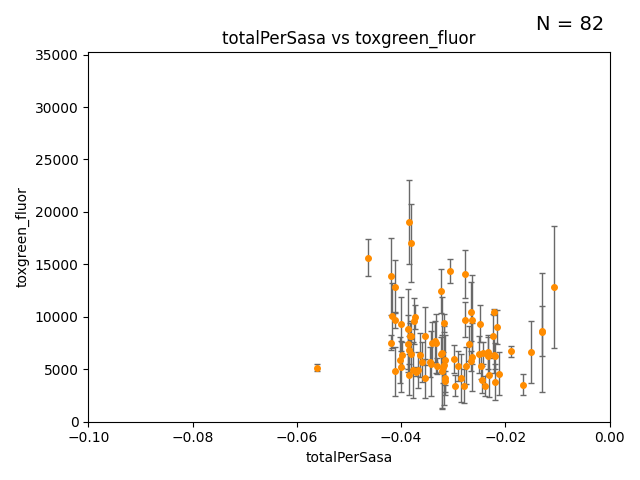 N = 82
totalPerSasa vs toxgreen_fluor
35000
30000
25000
20000
15000
10000
5000
0
toxgreen_fluor
−0.10 −0.08 −0.06 −0.04 −0.02 0.00
totalPerSasa